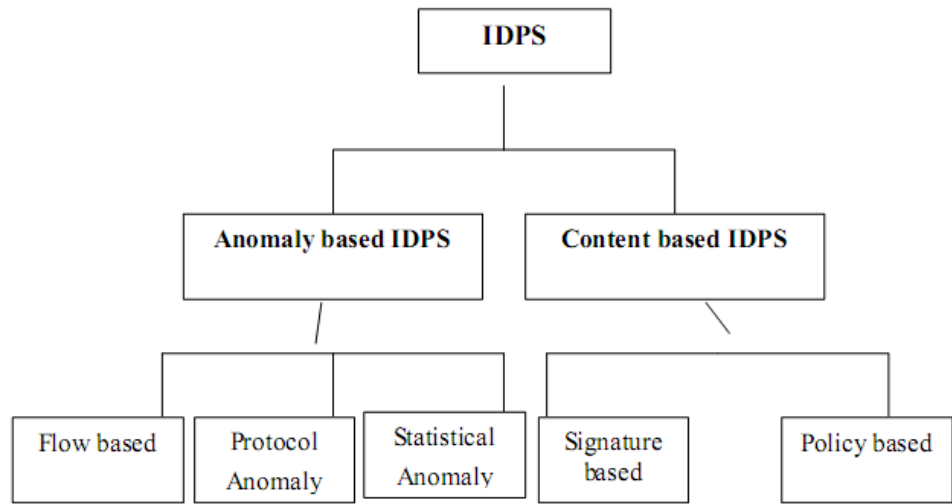 IDPS
Anomaly based IDPS
Content based IDPS
Flow based
Protocol
Anomaly
Statistical
Anomaly
Signature
based
Policy based